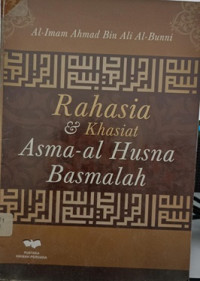 Al-Imam Ahmad Bin Ali Al-Bunni
Rahasia
& Khasiat
Asma-al Husna
Basmalah